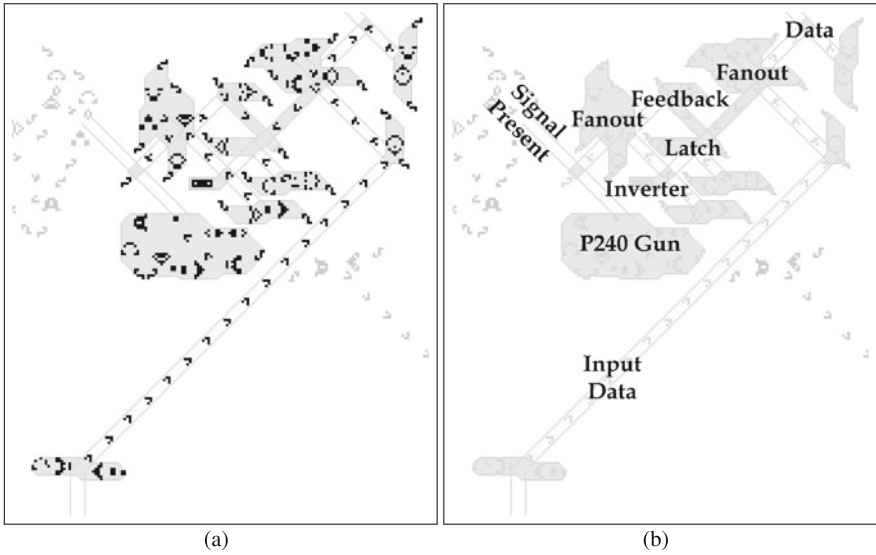 Data
Fanout
Signal
Present
Feedback
Fanout
Latch
Inverter
P240 Gun
Input
Data
(a)
(b)